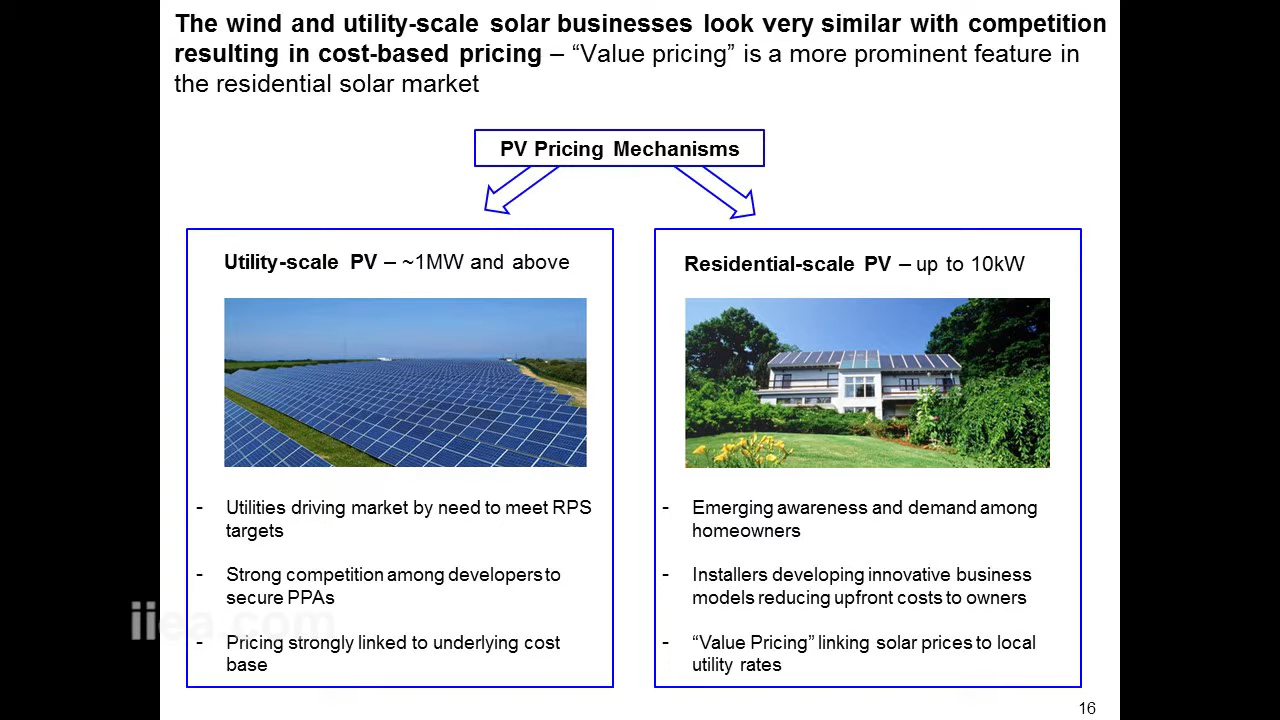 The wind and utility-scale solar businesses look very similar with competition
resulting in cost-based pricing – “Value pricing” is a more prominent feature in
the residential solar market
PV Pricing Mechanisms
Utility-scale PV – ~1MW and above
- Utilities driving market by need to meet RPS
targets
- Strong competition among developers to
secure PPAs
- Pricing strongly linked to underlying cost
base
Residential-scale PV – up to 10kW
- Emerging awareness and demand among
homeowners
- Installers developing innovative business
models reducing upfront costs to owners
- “Value Pricing” linking solar prices to local
utility rates
iiea.com
16